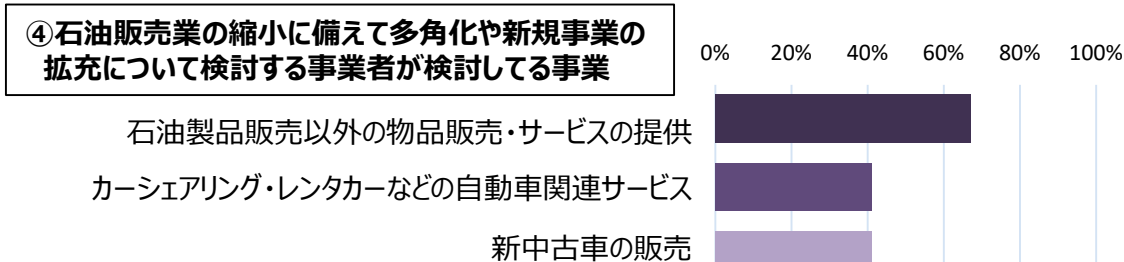 ④石油販売業の縮小に備えて多角化や新規事業の
拡充について検討する事業者が検討してる事業
0% 20% 40% 60% 80% 100%
石油製品販売以外の物品販売・サービスの提供
カーシェアリング・レンタカーなどの自動車関連サービス
新中古車の販売